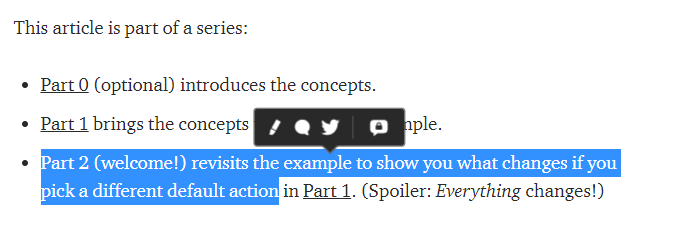 This article is part of a series:
Part 0 (optional) introduces the concepts.
Part 1 brings the concepts
Part 2 (welcome!) revisits the example to show you what changes if you
pick a different default action in Part 1. (Spoiler: Everything changes!)